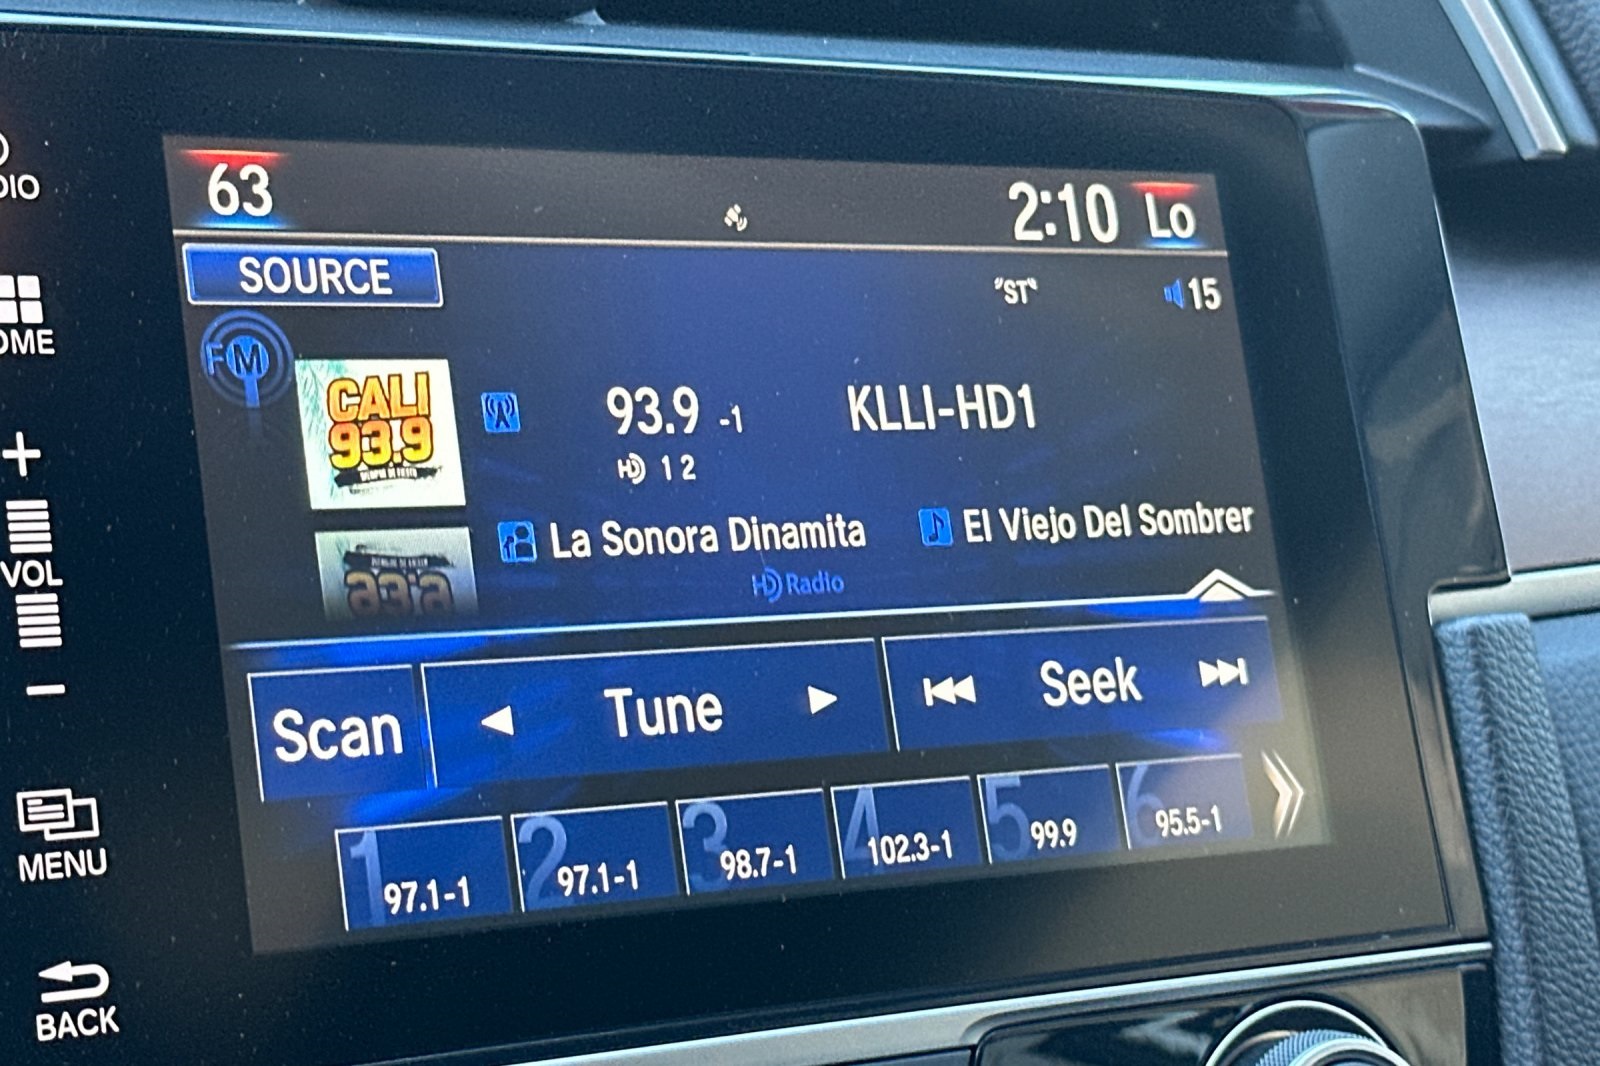 63
2:10 Lo
SOURCE
"ST"
15
FM
CALI
93.9
93.9 -1
KLLI-HD1
HD 1 2
La Sonora Dinamita
El Viejo Del Sombrer
HD Radio
Scan
Tune
Seek
1 97.1-1
2 97.1-1
3 98.7-1
4 102.3-1
5 99.9
6 95.5-1
DIO
OME
+
VOL
−
MENU
BACK